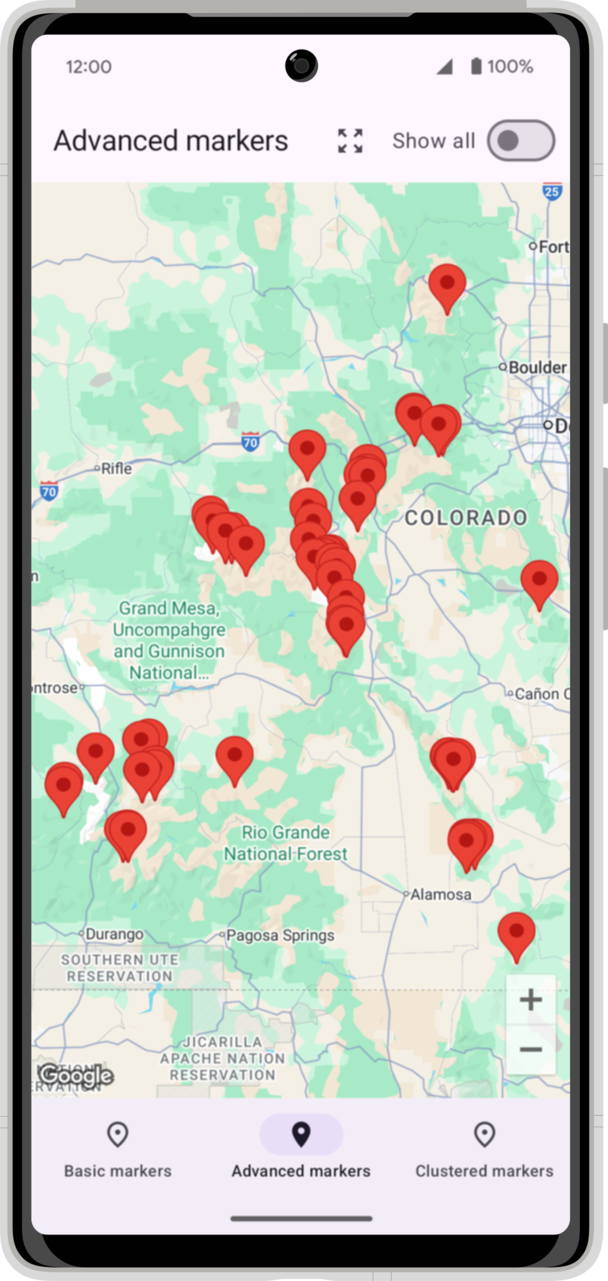 12:00
100%
Advanced markers
Show all
25
Fort
Boulder
70
Rifle
70
COLORADO
Grand Mesa,
Uncompahgre
and Gunnison
National...
ntrose
Cañon C
Rio Grande
National Forest
Alamosa
Durango
Pagosa Springs
SOUTHERN UTE
RESERVATION
+
−
JICARILLA
APACHE NATION
RESERVATION
Google
Basic markers
Advanced markers
Clustered markers